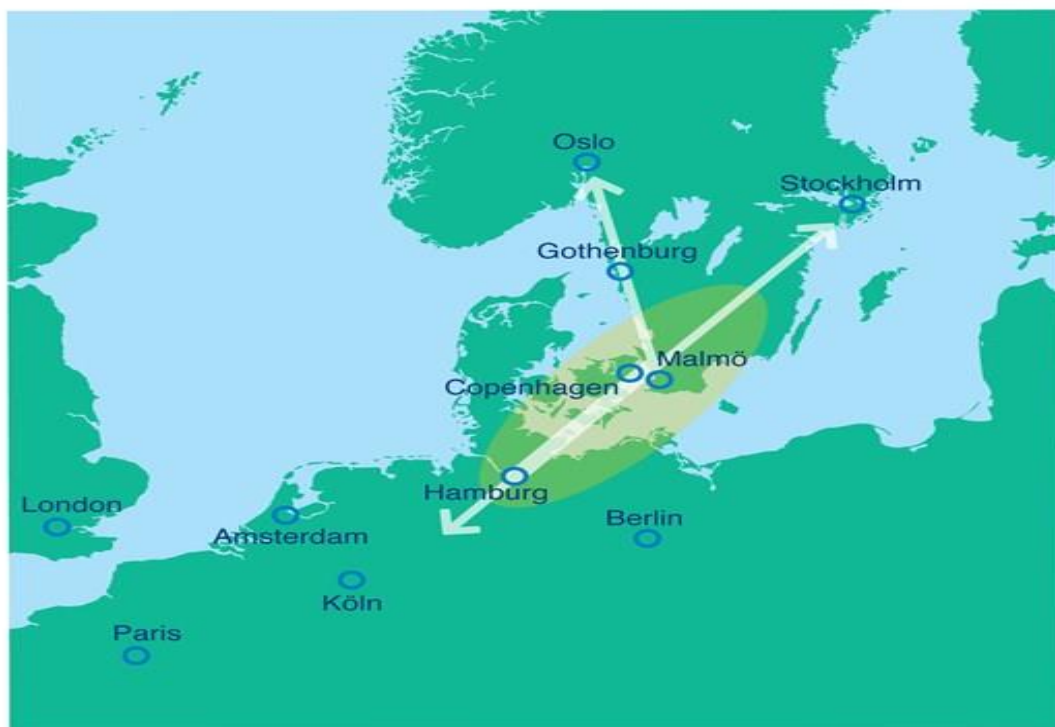 Oslo
Stockholm
Gothenburg
Malmö
Copenhagen
Hamburg
London
Berlin
Amsterdam
Köln
Paris